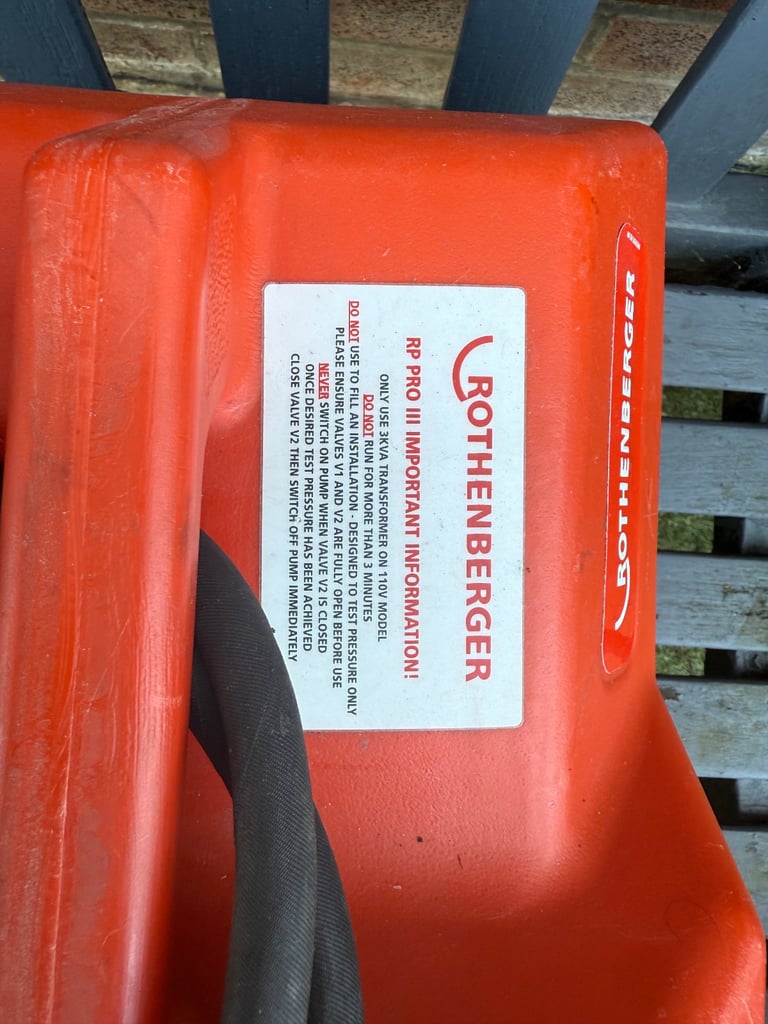 ROTHENBERGER
ROTHENBERGER
RP PRO III IMPORTANT INFORMATION!
ONLY USE 3KVA TRANSFORMER ON 110V MODEL
DO NOT RUN FOR MORE THAN 3 MINUTES
DO NOT USE TO FILL AN INSTALLATION - DESIGNED TO TEST PRESSURE ONLY
PLEASE ENSURE VALVES V1 AND V2 ARE FULLY OPEN BEFORE USE
NEVER SWITCH ON PUMP WHEN VALVE V2 IS CLOSED
ONCE DESIRED TEST PRESSURE HAS BEEN ACHIEVED
CLOSE VALVE V2 THEN SWITCH OFF PUMP IMMEDIATELY